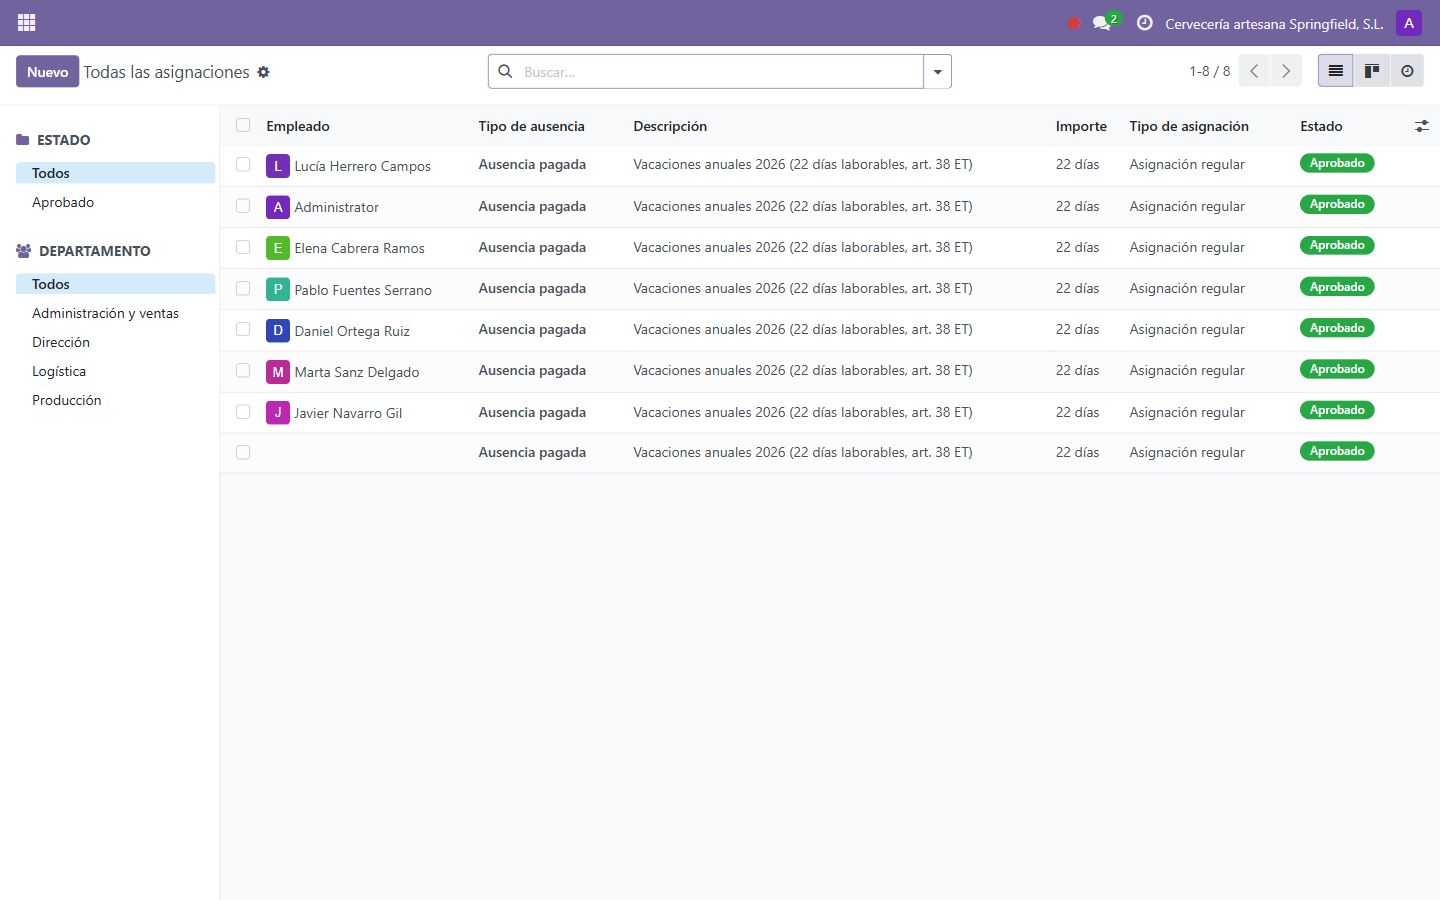 2
Cervecería artesana Springfield, S.L.
A
Nuevo
Todas las asignaciones
Buscar...
1-8 / 8
ESTADO
Todos
Aprobado
DEPARTAMENTO
Todos
Administración y ventas
Dirección
Logística
Producción
Empleado Tipo de ausencia Descripción Importe Tipo de asignación Estado
L Lucía Herrero Campos Ausencia pagada Vacaciones anuales 2026 (22 días laborables, art. 38 ET) 22 días Asignación regular Aprobado
A Administrator Ausencia pagada Vacaciones anuales 2026 (22 días laborables, art. 38 ET) 22 días Asignación regular Aprobado
E Elena Cabrera Ramos Ausencia pagada Vacaciones anuales 2026 (22 días laborables, art. 38 ET) 22 días Asignación regular Aprobado
P Pablo Fuentes Serrano Ausencia pagada Vacaciones anuales 2026 (22 días laborables, art. 38 ET) 22 días Asignación regular Aprobado
D Daniel Ortega Ruiz Ausencia pagada Vacaciones anuales 2026 (22 días laborables, art. 38 ET) 22 días Asignación regular Aprobado
M Marta Sanz Delgado Ausencia pagada Vacaciones anuales 2026 (22 días laborables, art. 38 ET) 22 días Asignación regular Aprobado
J Javier Navarro Gil Ausencia pagada Vacaciones anuales 2026 (22 días laborables, art. 38 ET) 22 días Asignación regular Aprobado
Ausencia pagada Vacaciones anuales 2026 (22 días laborables, art. 38 ET) 22 días Asignación regular Aprobado